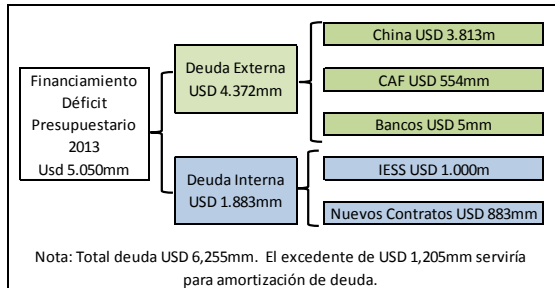 Financiamiento
Déficit
Presupuestario
2013
Usd 5.050mm
Deuda Externa
USD 4.372mm
China USD 3.813m
CAF USD 554mm
Bancos USD 5mm
Deuda Interna
USD 1.883mm
IESS USD 1.000m
Nuevos Contratos USD 883mm
Nota: Total deuda USD 6,255mm.  El excedente de USD 1,205mm serviría
para amortización de deuda.